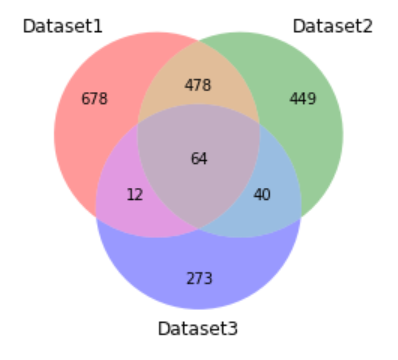 Dataset1 Dataset2
478
678 449
64
12 40
273
Dataset3